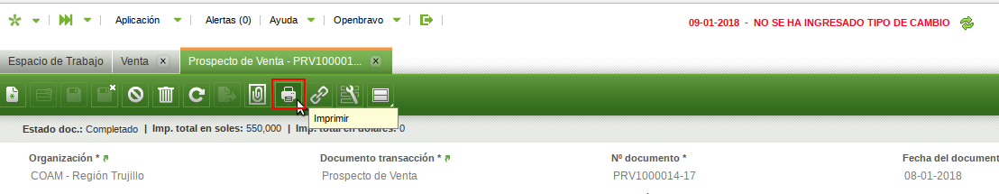 Aplicación Alertas (0) Ayuda Openbravo
09-01-2018 - NO SE HA INGRESADO TIPO DE CAMBIO
Espacio de Trabajo Venta Prospecto de Venta - PRV100001...
Imprimir
Estado doc.: Completado | Imp. total en soles: 550,000 | Imp. total en dólares: 0
Organización * Documento transacción * Nº documento * Fecha del document
COAM - Región Trujillo Prospecto de Venta PRV1000014-17 08-01-2018